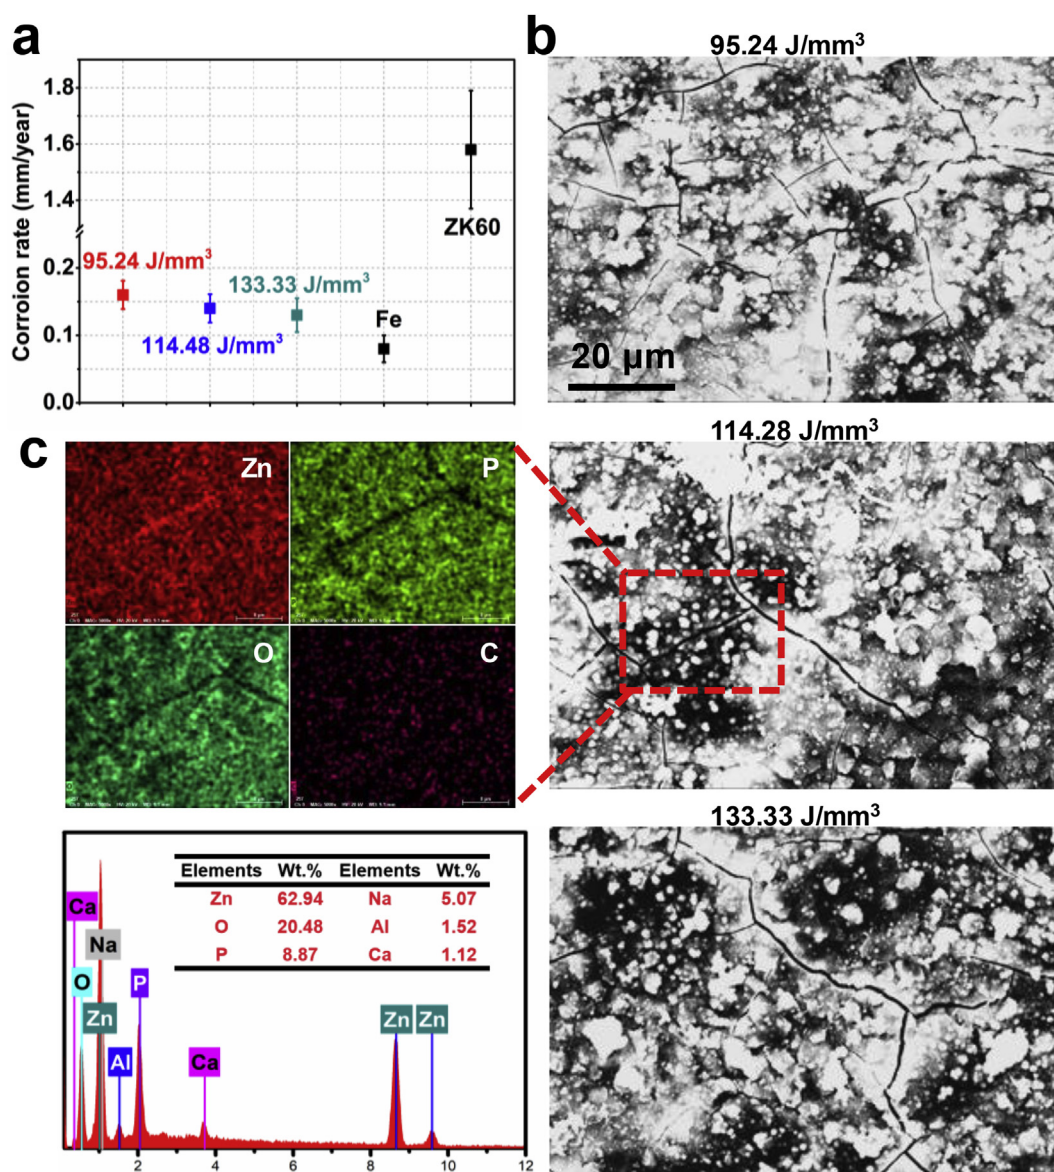 a
Corroion rate (mm/year)
1.8
1.6
1.4
0.2
0.1
0.0
95.24 J/mm³
114.48 J/mm³
133.33 J/mm³
Fe
ZK60
b
95.24 J/mm³
20 μm
114.28 J/mm³
133.33 J/mm³
c
Zn
P
O
C
Elements Wt.% Elements Wt.%
Zn 62.94 Na 5.07
O 20.48 Al 1.52
P 8.87 Ca 1.12
Ca
Na
O
Zn
Al
P
Ca
Zn
Zn
2 4 6 8 10 12